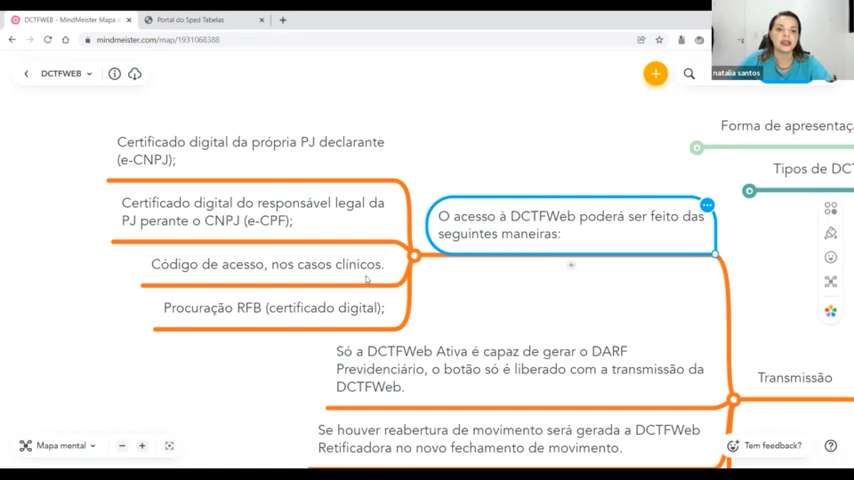 DCTFWEB - MindMeister Mapa m
Portal do Sped Tabelas
mindmeister.com/map/1931068388
natalia santos
DCTFWEB
Forma de apresentaçã
Tipos de DCT
Certificado digital da própria PJ declarante
(e-CNPJ);
Certificado digital do responsável legal da
PJ perante o CNPJ (e-CPF);
Código de acesso, nos casos clínicos.
Procuração RFB (certificado digital);
O acesso à DCTFWeb poderá ser feito das
seguintes maneiras:
Só a DCTFWeb Ativa é capaz de gerar o DARF
Previdenciário, o botão só é liberado com a transmissão da
DCTFWeb.
Transmissão
Se houver reabertura de movimento será gerada a DCTFWeb
Retificadora no novo fechamento de movimento.
Mapa mental
Tem feedback?